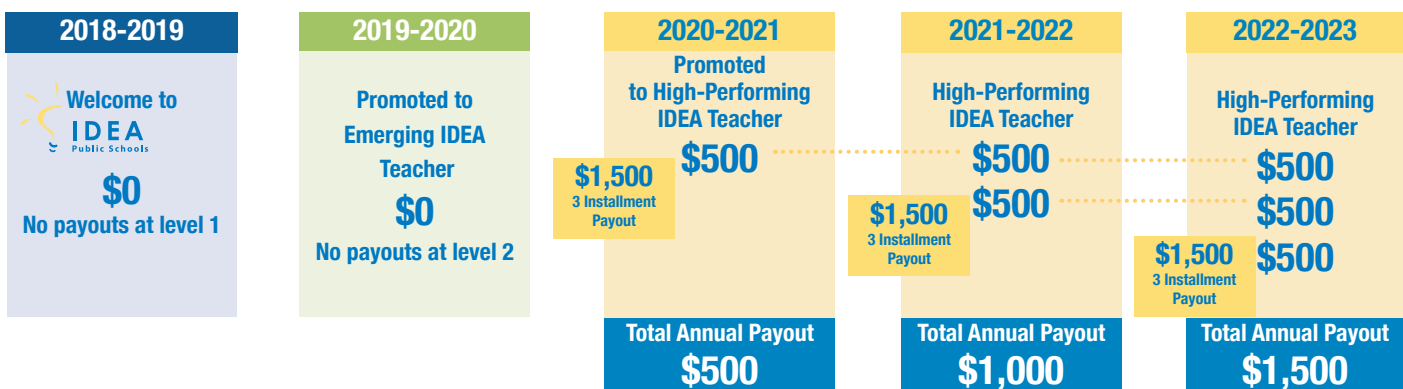 2018-2019
Welcome to
IDEA
Public Schools
$0
No payouts at level 1
2019-2020
Promoted to
Emerging IDEA
Teacher
$0
No payouts at level 2
2020-2021
Promoted
to High-Performing
IDEA Teacher
$500
$1,500
3 Installment
Payout
Total Annual Payout
$500
2021-2022
High-Performing
IDEA Teacher
$500
$500
$1,500
3 Installment
Payout
Total Annual Payout
$1,000
2022-2023
High-Performing
IDEA Teacher
$500
$500
$500
$1,500
3 Installment
Payout
Total Annual Payout
$1,500